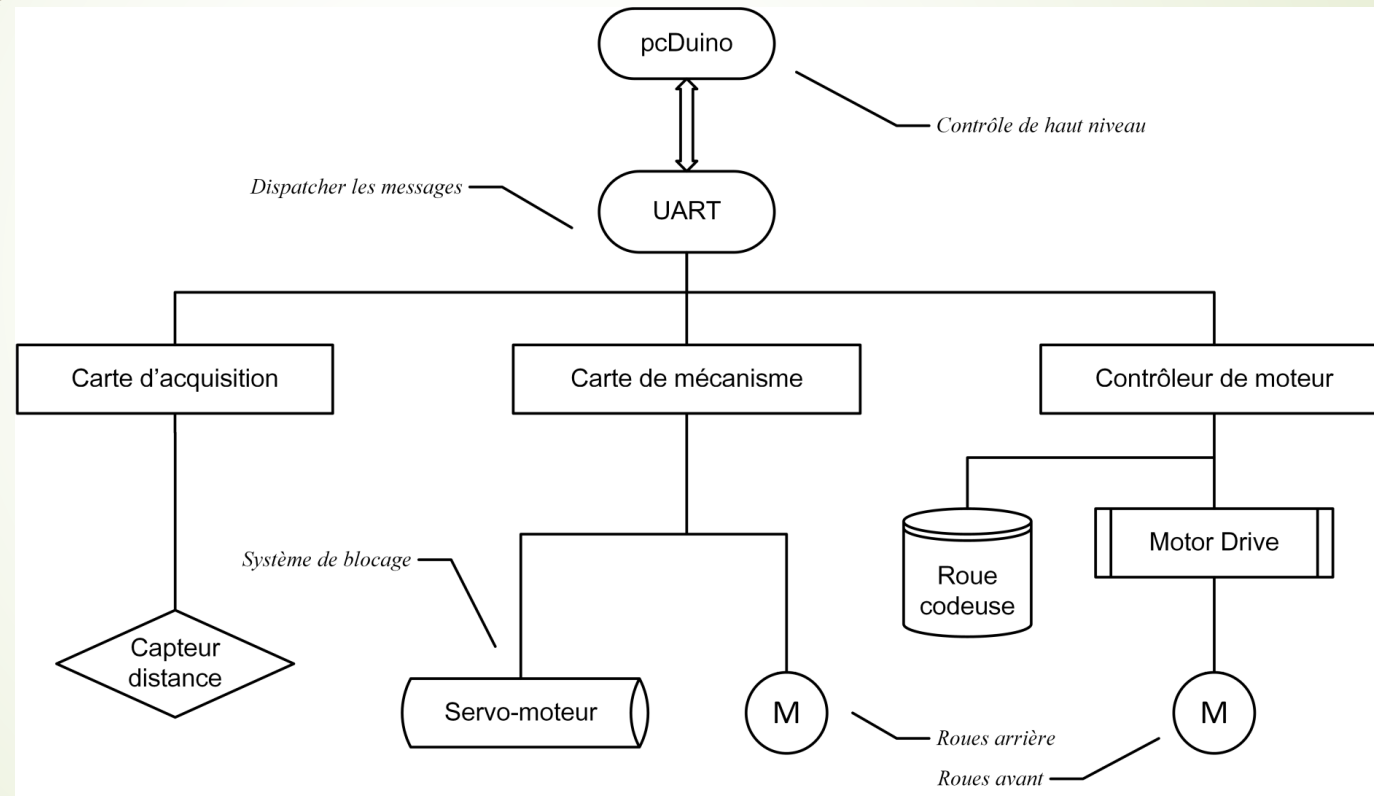 pcDuino
Contrôle de haut niveau
Dispatcher les messages
UART
Carte d'acquisition
Carte de mécanisme
Contrôleur de moteur
Système de blocage
Motor Drive
Roue
codeuse
Capteur
distance
Servo-moteur
M
M
Roues arrière
Roues avant